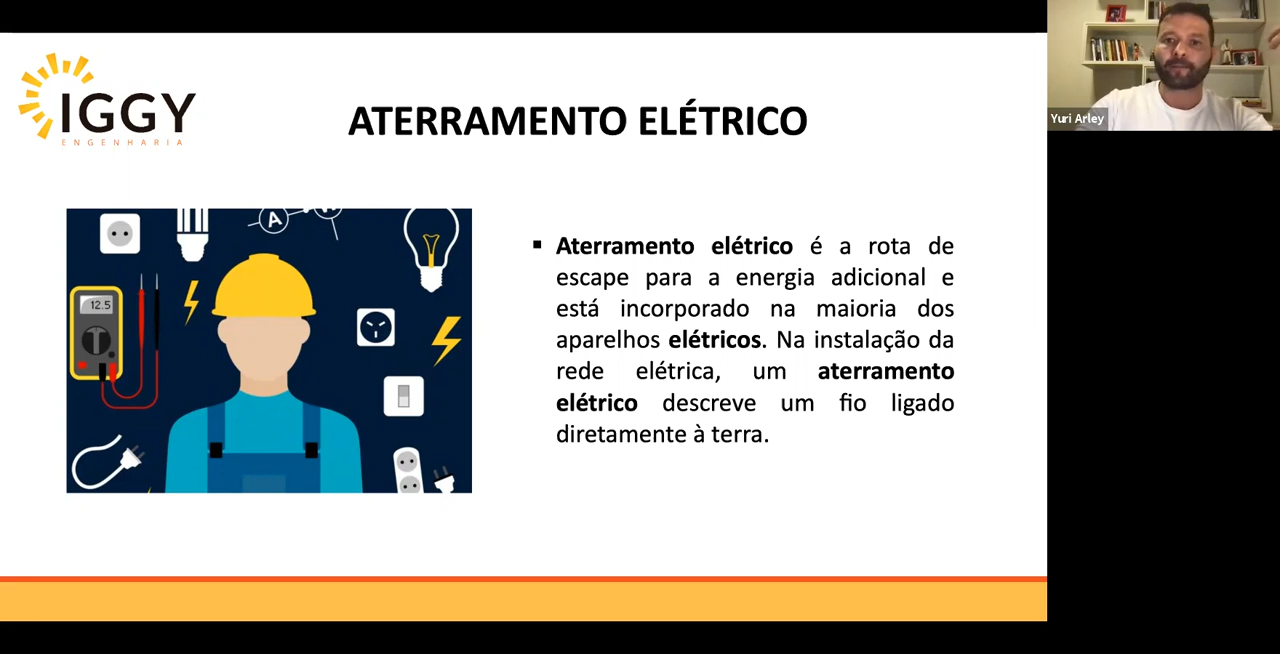 IGGY
ENGENHARIA
ATERRAMENTO ELÉTRICO
Yuri Arley
A
12.5
▪ Aterramento elétrico é a rota de
escape para a energia adicional e
está incorporado na maioria dos
aparelhos elétricos. Na instalação da
rede elétrica, um aterramento
elétrico descreve um fio ligado
diretamente à terra.